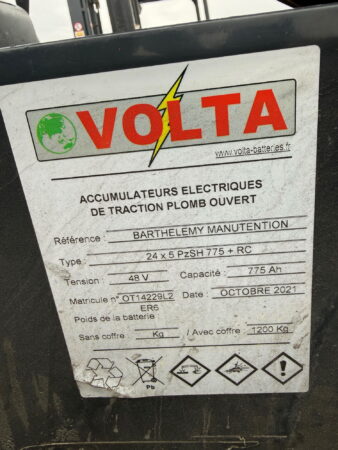 VOLTA
www.volta-batteries.fr
ACCUMULATEURS ELECTRIQUES
DE TRACTION PLOMB OUVERT
Référence : BARTHELEMY MANUTENTION
Type : 24 x 5 PzSH 775 + RC
Tension : 48 V Capacité : 775 Ah
Matricule n° OT14229L2 Date : OCTOBRE 2021
ER6
Poids de la batterie
Sans coffre : Kg / Avec coffre : 1200 Kg
Pb